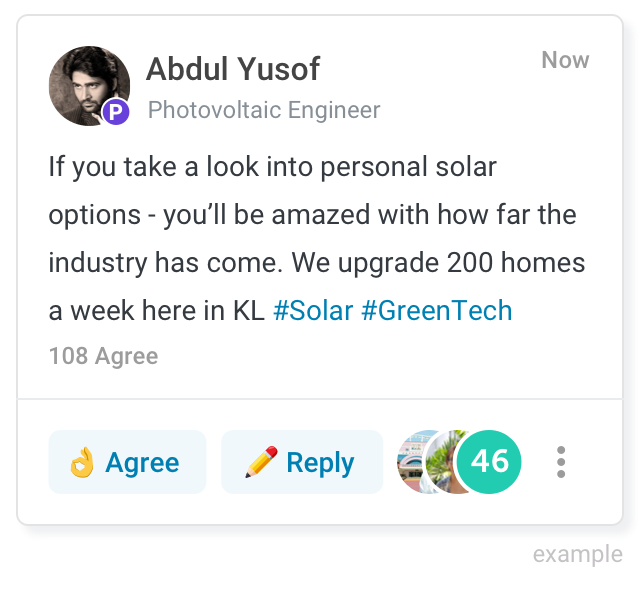 Abdul Yusof
Now
P
Photovoltaic Engineer
If you take a look into personal solar
options - you’ll be amazed with how far the
industry has come. We upgrade 200 homes
a week here in KL #Solar #GreenTech
108 Agree
👌 Agree
✏️ Reply
46
example